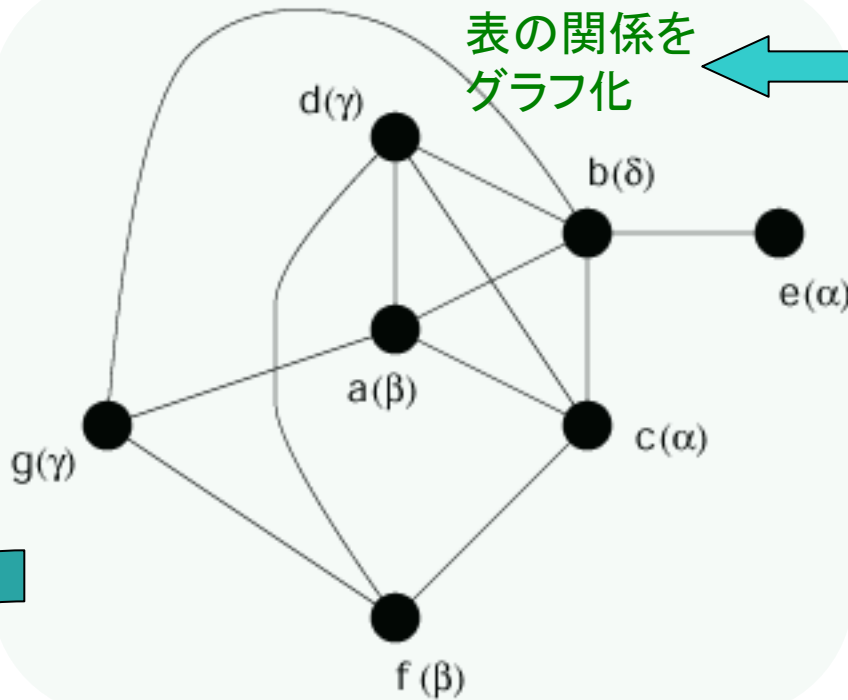 表の関係を
グラフ化
d(γ)
b(δ)
e(α)
a(β)
c(α)
g(γ)
f(β)